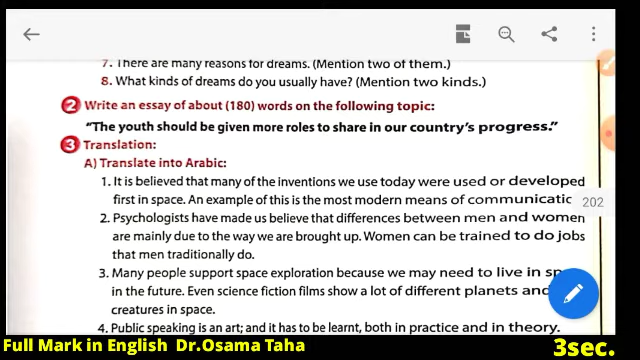 7. There are many reasons for dreams. (Mention two of them.)
8. What kinds of dreams do you usually have? (Mention two kinds.)
2 Write an essay of about (180) words on the following topic:
"The youth should be given more roles to share in our country's progress."
3 Translation:
A) Translate into Arabic:
1. It is believed that many of the inventions we use today were used or developed
first in space. An example of this is the most modern means of communicatic
202
2. Psychologists have made us believe that differences between men and women
are mainly due to the way we are brought up. Women can be trained to do jobs
that men traditionally do.
3. Many people support space exploration because we may need to live in sp
in the future. Even science fiction films show a lot of different planets and
creatures in space.
4. Public speaking is an art; and it has to be learnt, both in practice and in theory.
Full Mark in English Dr.Osama Taha
3sec.